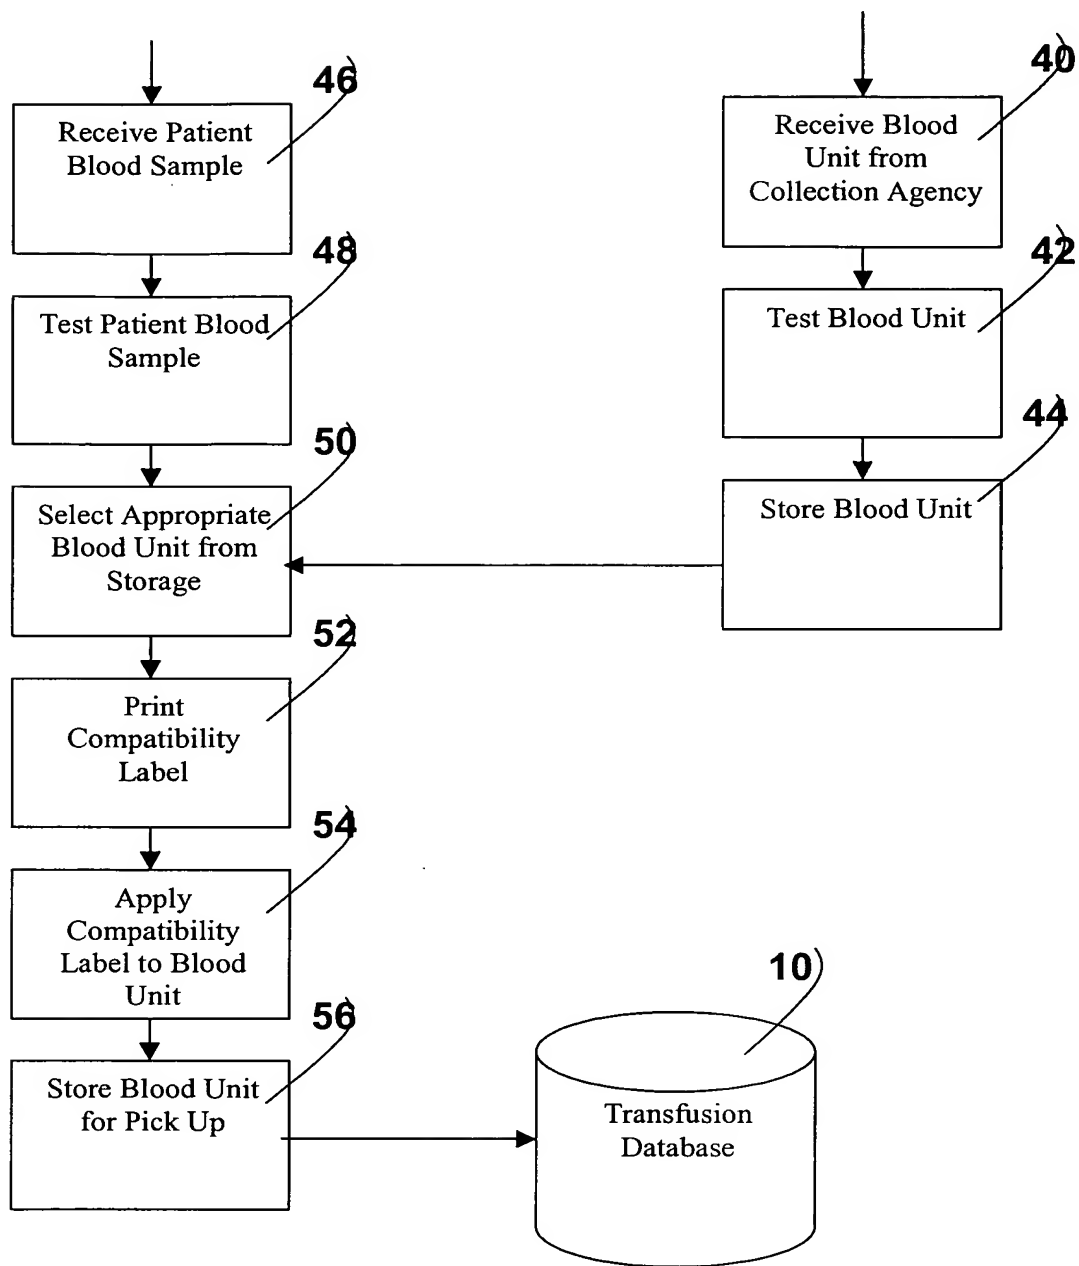 46
Receive Patient
Blood Sample
40
Receive Blood
Unit from
Collection Agency
48
Test Patient Blood
Sample
42
Test Blood Unit
50
Select Appropriate
Blood Unit from
Storage
44
Store Blood Unit
52
Print
Compatibility
Label
54
Apply
Compatibility
Label to Blood
Unit
56
Store Blood Unit
for Pick Up
10
Transfusion
Database